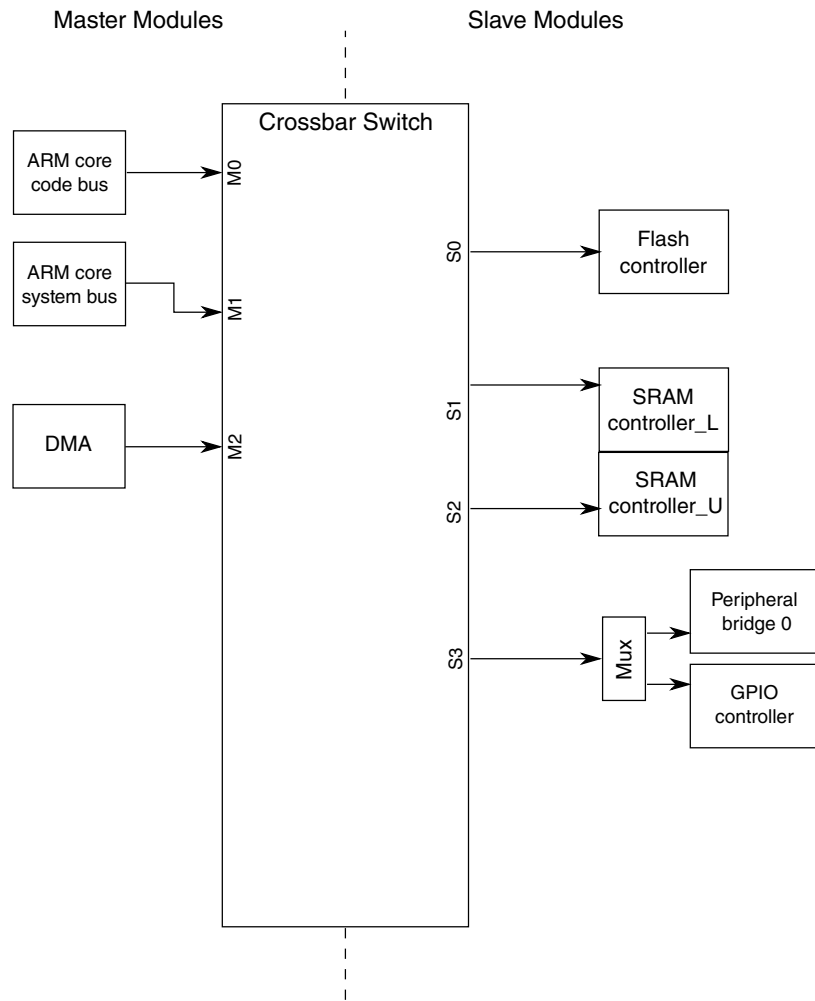 Master Modules
Slave Modules
Crossbar Switch
ARM core
code bus
M0
ARM core
system bus
M1
DMA
M2
S0
Flash
controller
S1
SRAM
controller_L
S2
SRAM
controller_U
S3
Mux
Peripheral
bridge 0
GPIO
controller